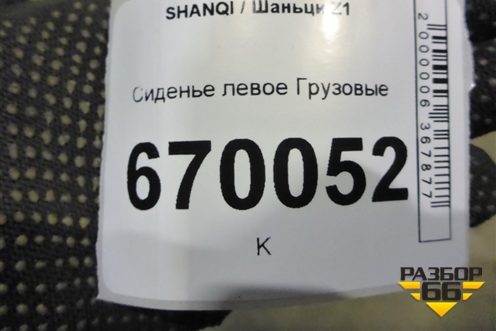 SHANQI / Шаньци Z1
Сиденье левое Грузовые
670052
К
2000006367877
РАЗБОР
66